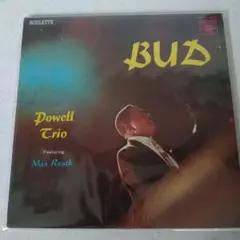 ROULETTE
BUD
Powell
Trio
Featuring
Max Roach